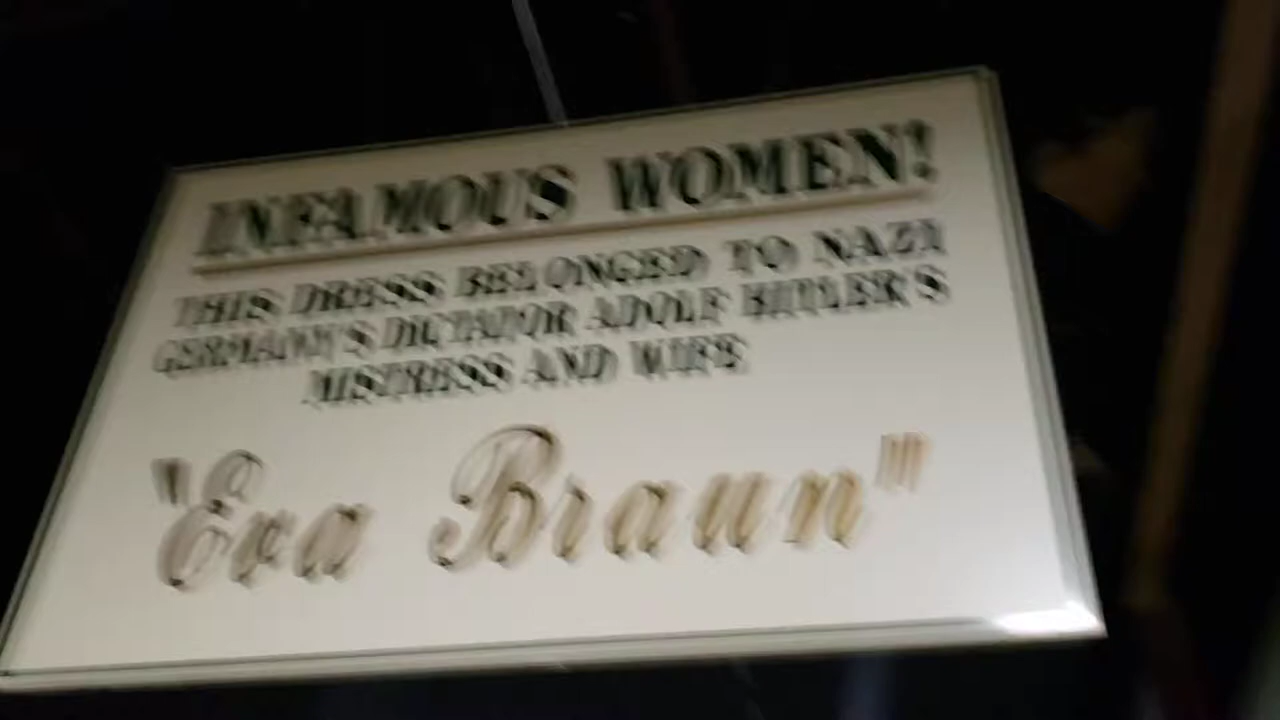 INFAMOUS WOMEN!
THIS DRESS BELONGED TO NAZI
GERMANY'S DICTATOR ADOLF HITLER'S
MISTRESS AND WIFE
"Eva Braun"